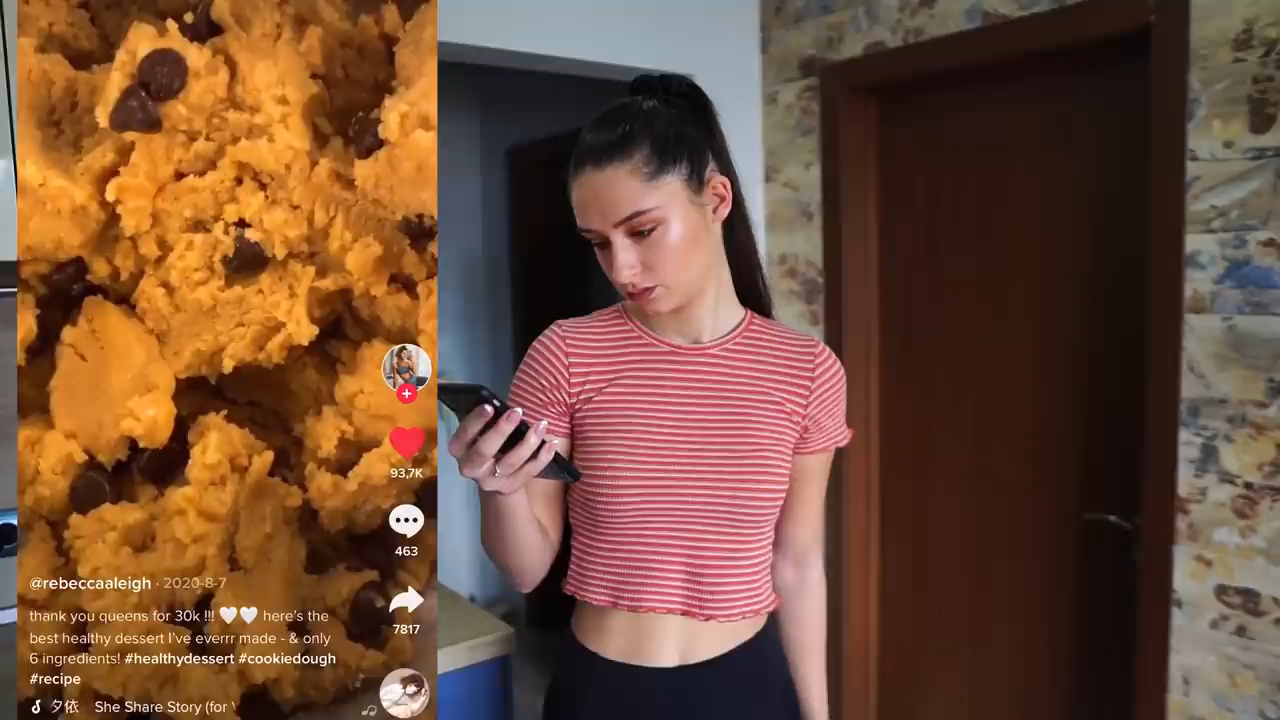 93,7K
463
7817
@rebeccaaleigh · 2020-8-7
thank you queens for 30k !!! 🤍🤍 here's the
best healthy dessert I've everrr made - & only
6 ingredients! #healthydessert #cookiedough
#recipe
夕依 She Share Story (for \